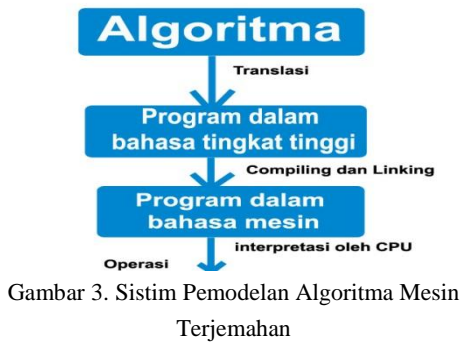 Algoritma
Translasi
Program dalam
bahasa tingkat tinggi
Compiling dan Linking
Program dalam
bahasa mesin
interpretasi oleh CPU
Operasi
Gambar 3. Sistim Pemodelan Algoritma Mesin
Terjemahan